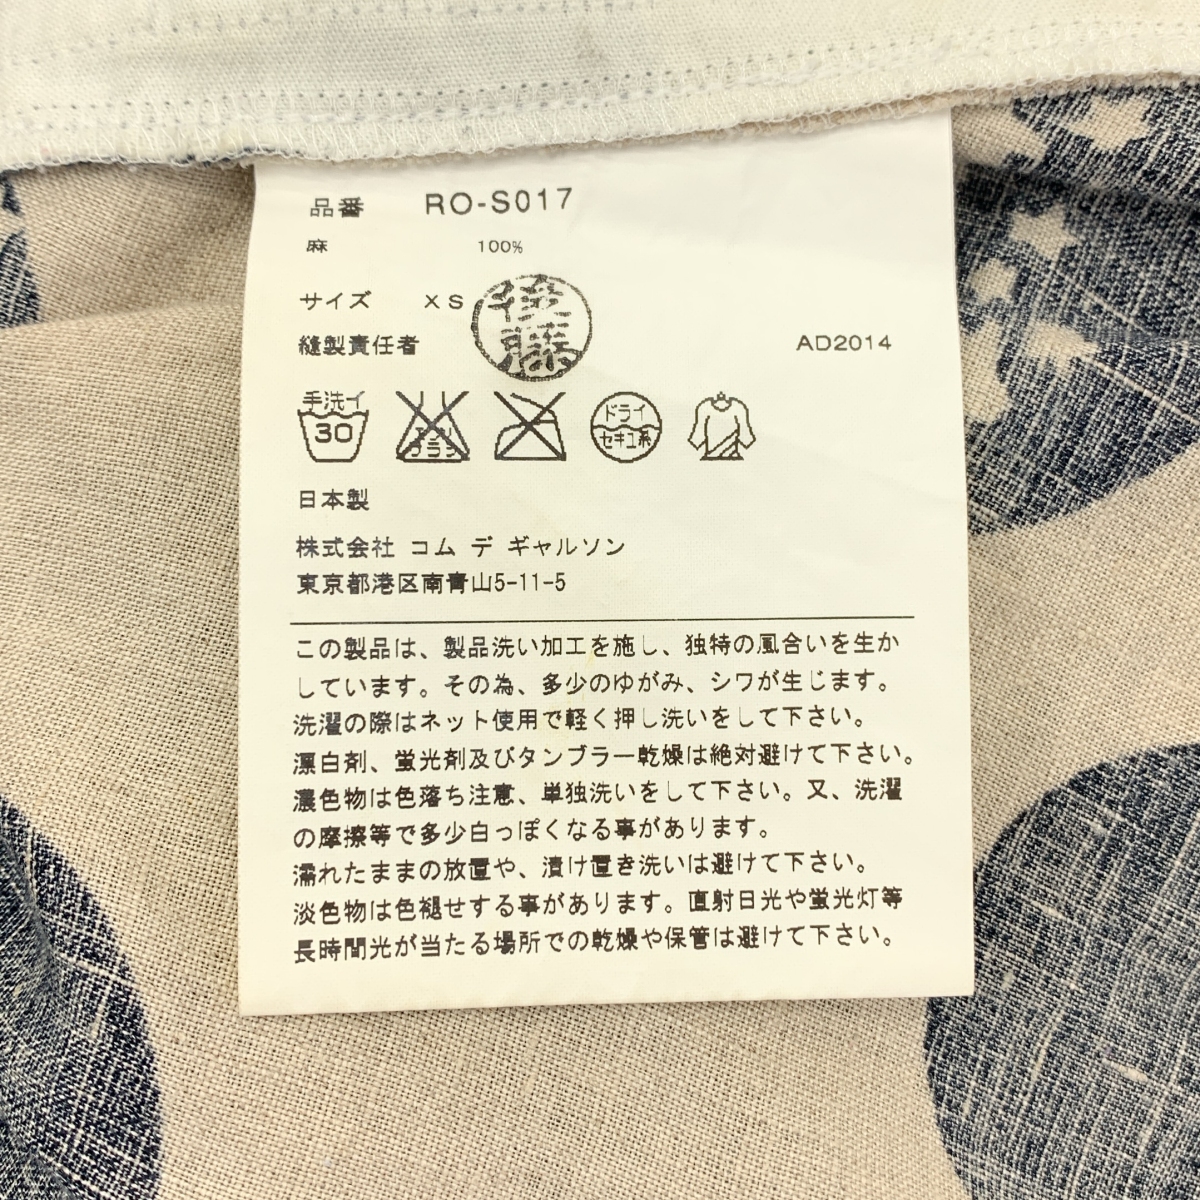 品番 RO-S017
麻 100%
サイズ XS
後藤
縫製責任者 AD2014
手洗イ
30
エンソ
サラシ
ドライ
セキユ系
日本製
株式会社 コム デ ギャルソン
東京都港区南青山5-11-5
この製品は、製品洗い加工を施し、独特の風合いを生か
しています。その為、多少のゆがみ、シワが生じます。
洗濯の際はネット使用で軽く押し洗いをして下さい。
漂白剤、蛍光剤及びタンブラー乾燥は絶対避けて下さい。
濃色物は色落ち注意、単独洗いをして下さい。又、洗濯
の摩擦等で多少白っぽくなる事があります。
濡れたままの放置や、漬け置き洗いは避けて下さい。
淡色物は色褪せする事があります。直射日光や蛍光灯等
長時間光が当たる場所での乾燥や保管は避けて下さい。